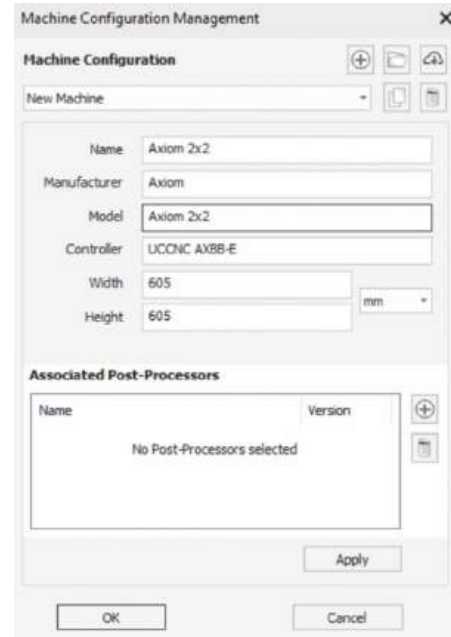 Machine Configuration Management
Machine Configuration
New Machine
Name Axiom 2x2
Manufacturer Axiom
Model Axiom 2x2
Controller UCCNC AXBB-E
Width 605
mm
Height 605
Associated Post-Processors
Name Version
No Post-Processors selected
Apply
OK Cancel